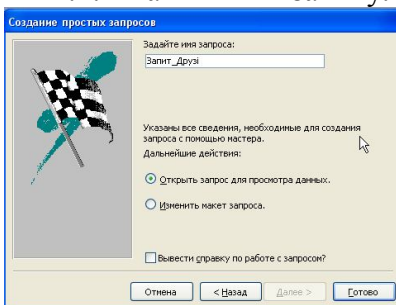 Создание простых запросов
Задайте имя запроса:
Запит_Друзі
Указаны все сведения, необходимые для создания
запроса с помощью мастера.
Дальнейшие действия:
Открыть запрос для просмотра данных.
Изменить макет запроса.
Вывести справку по работе с запросом?
Отмена
< Назад
Далее >
Готово